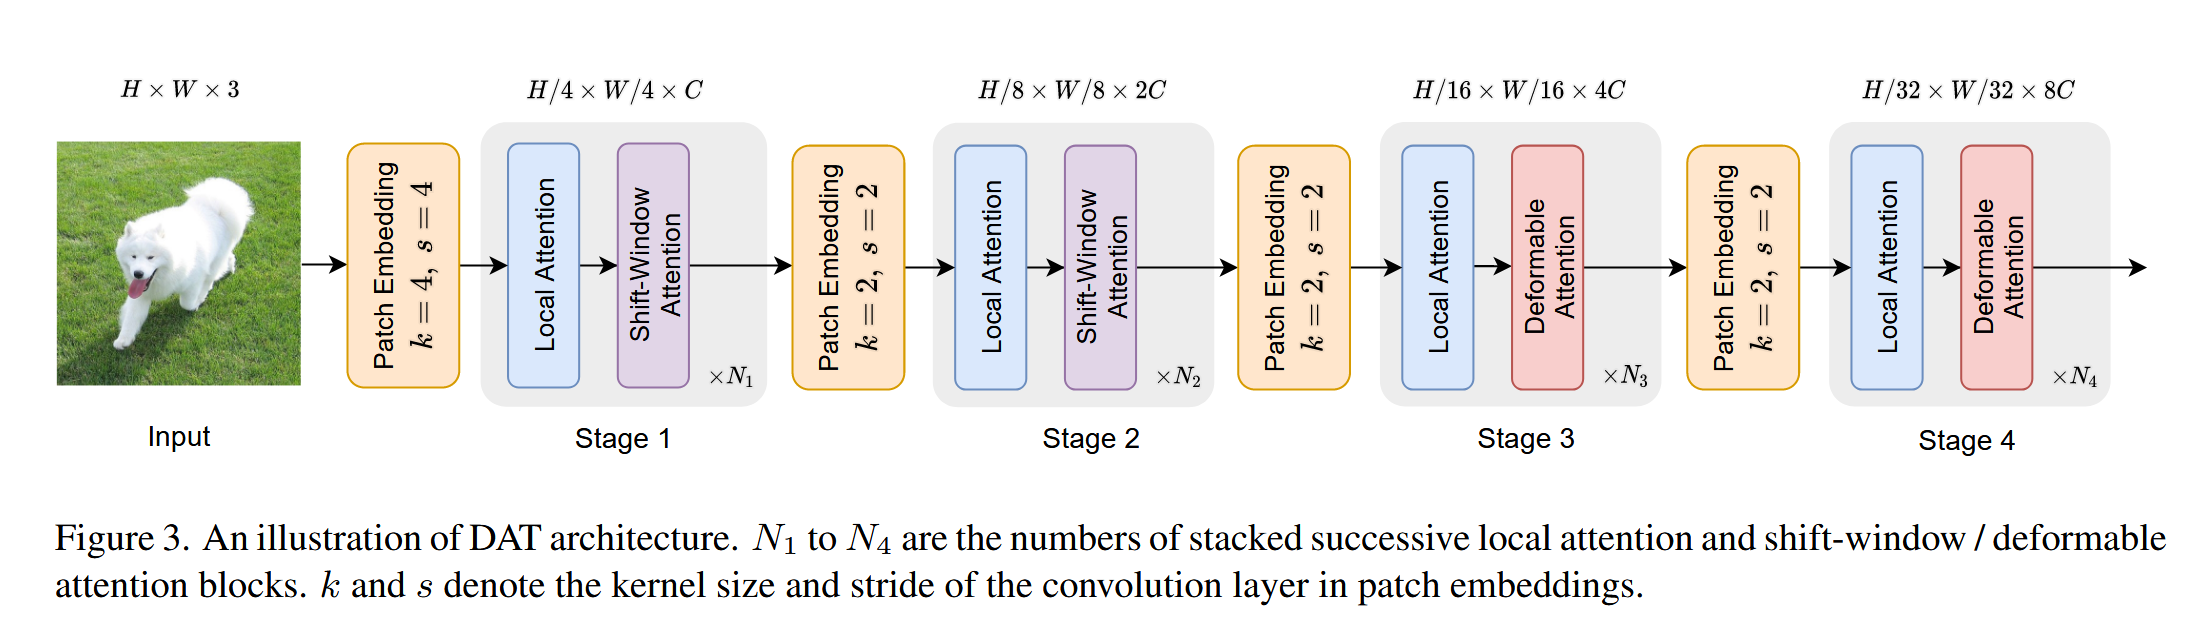 H × W × 3
H/4 × W/4 × C
H/8 × W/8 × 2C
H/16 × W/16 × 4C
H/32 × W/32 × 8C
Patch Embedding
k = 4, s = 4
Local Attention
Shift-Window
Attention
×N₁
Patch Embedding
k = 2, s = 2
Local Attention
Shift-Window
Attention
×N₂
Patch Embedding
k = 2, s = 2
Local Attention
Deformable
Attention
×N₃
Patch Embedding
k = 2, s = 2
Local Attention
Deformable
Attention
×N₄
Input
Stage 1
Stage 2
Stage 3
Stage 4
Figure 3. An illustration of DAT architecture. N₁ to N₄ are the numbers of stacked successive local attention and shift-window / deformable
attention blocks. k and s denote the kernel size and stride of the convolution layer in patch embeddings.